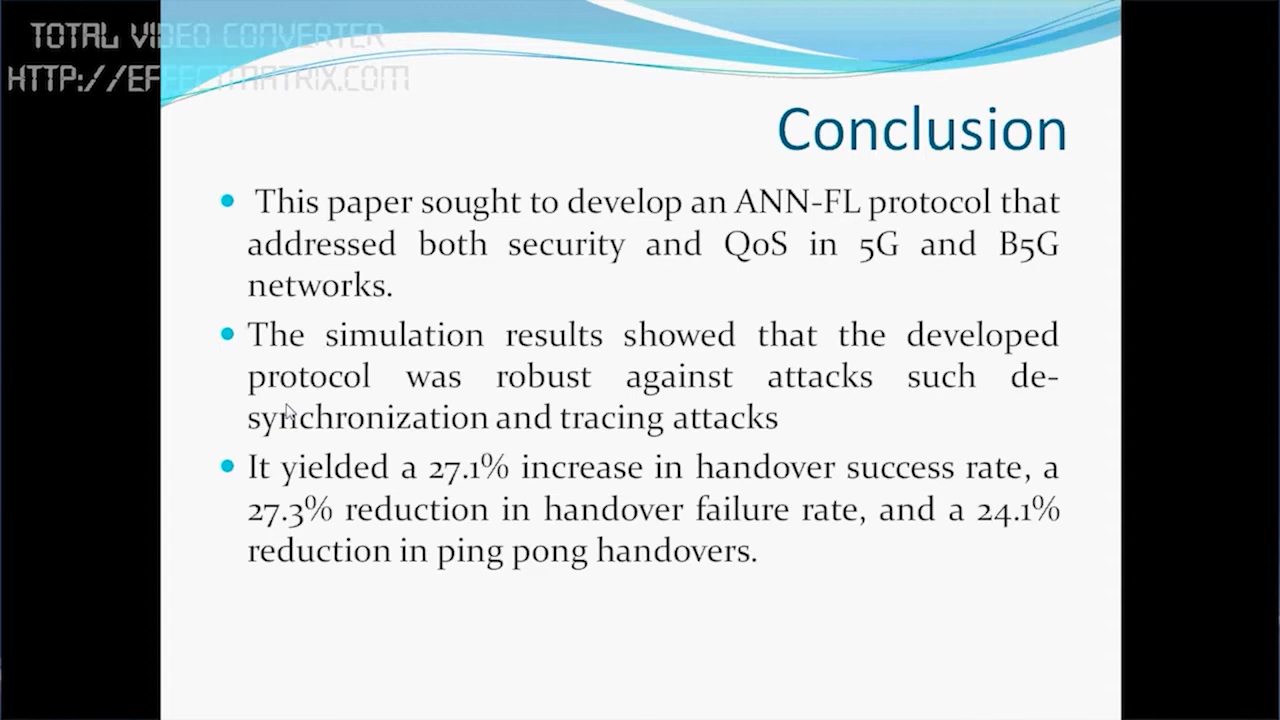 TOTAL VIDEO CONVERTER
HTTP://EFFECTMATRIX.COM
Conclusion
• This paper sought to develop an ANN-FL protocol that
addressed both security and QoS in 5G and B5G
networks.
• The simulation results showed that the developed
protocol was robust against attacks such de-
synchronization and tracing attacks
• It yielded a 27.1% increase in handover success rate, a
27.3% reduction in handover failure rate, and a 24.1%
reduction in ping pong handovers.